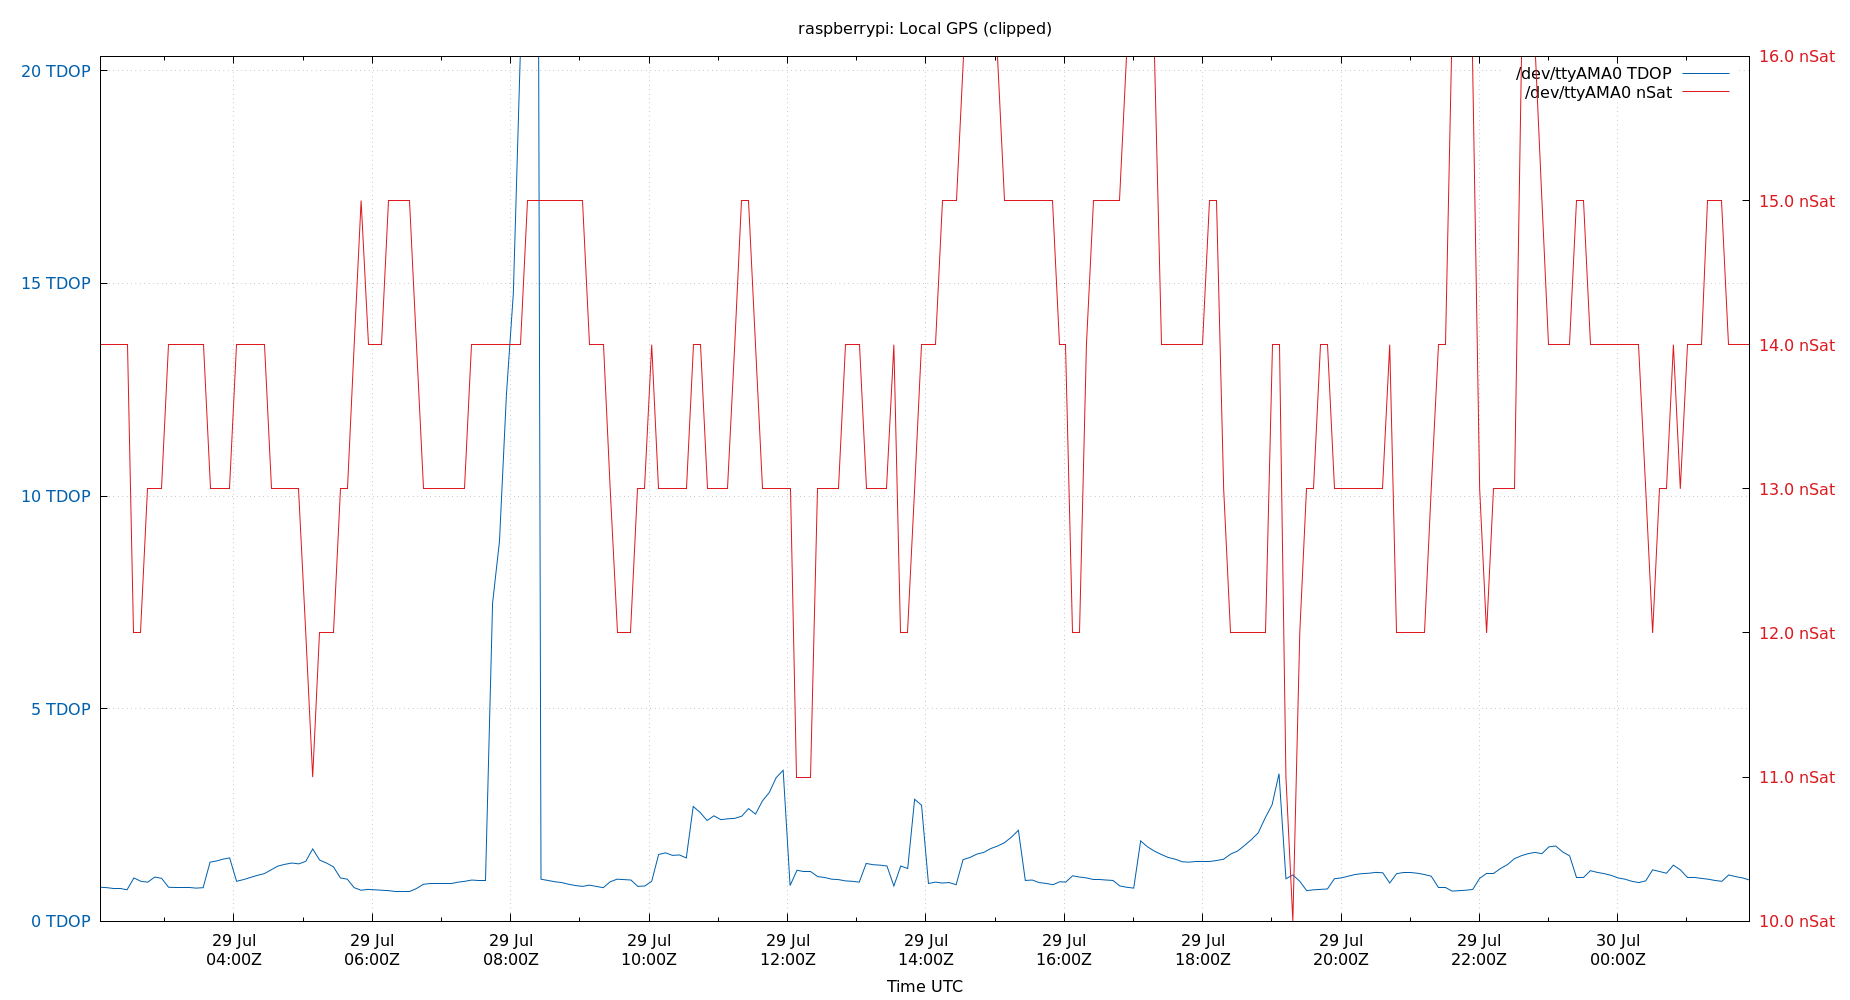 raspberrypi: Local GPS (clipped)
20 TDOP
15 TDOP
10 TDOP
5 TDOP
0 TDOP
16.0 nSat
15.0 nSat
14.0 nSat
13.0 nSat
12.0 nSat
11.0 nSat
10.0 nSat
/dev/ttyAMA0 TDOP
/dev/ttyAMA0 nSat
29 Jul
04:00Z
29 Jul
06:00Z
29 Jul
08:00Z
29 Jul
10:00Z
29 Jul
12:00Z
29 Jul
14:00Z
29 Jul
16:00Z
29 Jul
18:00Z
29 Jul
20:00Z
29 Jul
22:00Z
30 Jul
00:00Z
Time UTC